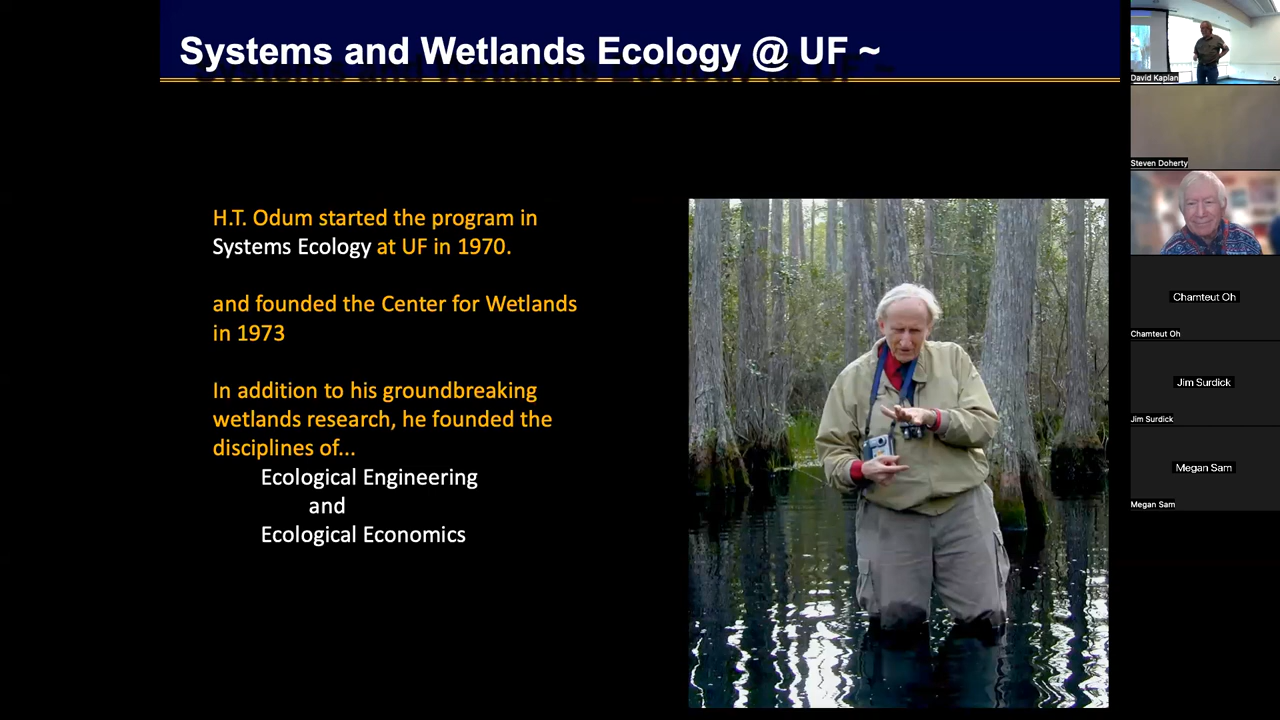 Systems and Wetlands Ecology @ UF ~
H.T. Odum started the program in
Systems Ecology at UF in 1970.
and founded the Center for Wetlands
in 1973
In addition to his groundbreaking
wetlands research, he founded the
disciplines of...
Ecological Engineering
and
Ecological Economics
David Kaplan
Steven Doherty
Chamteut Oh
Chamteut Oh
Jim Surdick
Jim Surdick
Megan Sam
Megan Sam